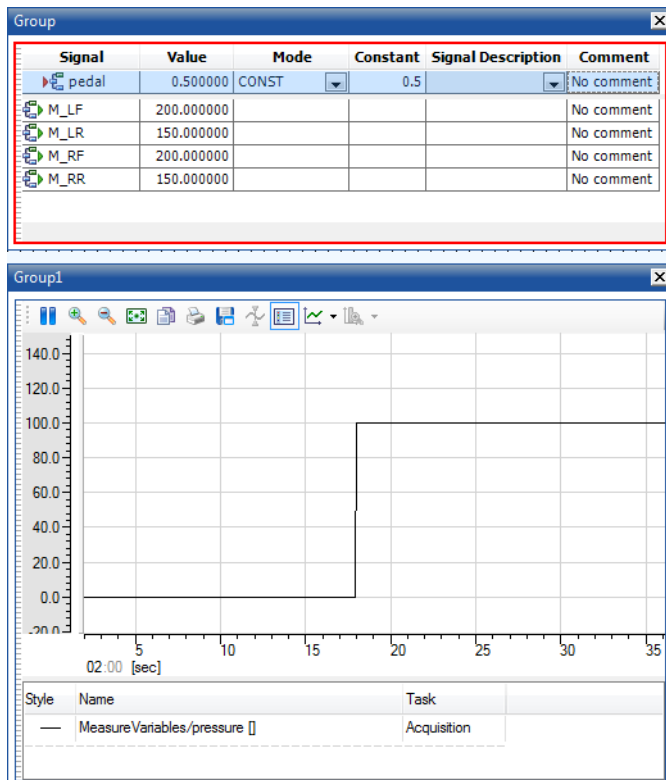 Group
Signal Value Mode Constant Signal Description Comment
pedal 0.500000 CONST 0.5 No comment
M_LF 200.000000 No comment
M_LR 150.000000 No comment
M_RF 200.000000 No comment
M_RR 150.000000 No comment
Group1
140.0
120.0
100.0
80.0
60.0
40.0
20.0
0.0
-20.0
5 10 15 20 25 30 35
02:00 [sec]
Style Name Task
MeasureVariables/pressure [] Acquisition